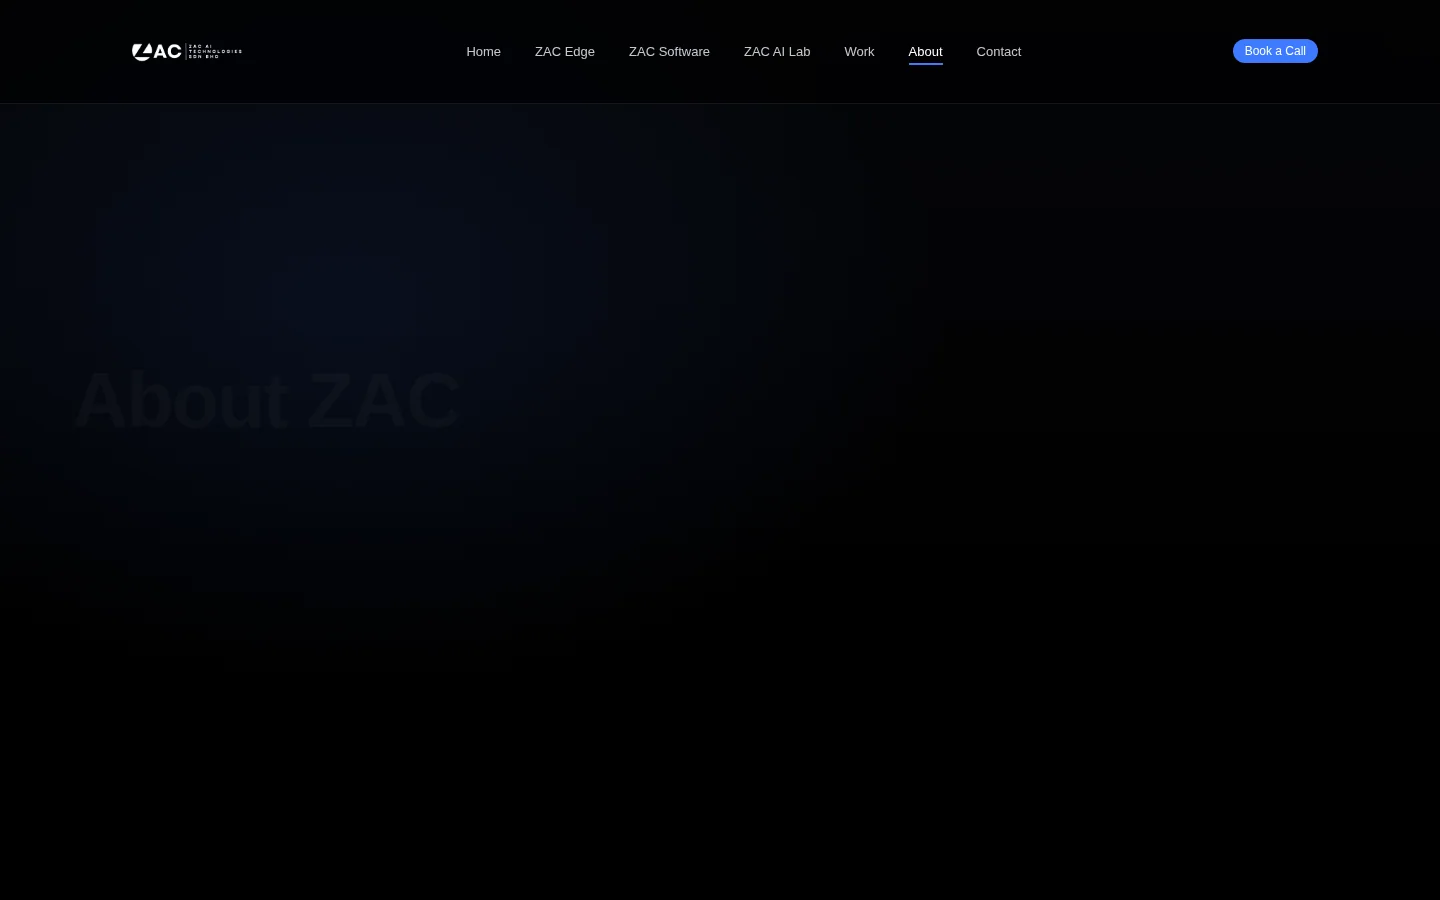 ZAC
ZAC AI
TECHNOLOGIES
SDN BHD
Home
ZAC Edge
ZAC Software
ZAC AI Lab
Work
About
Contact
Book a Call
About ZAC